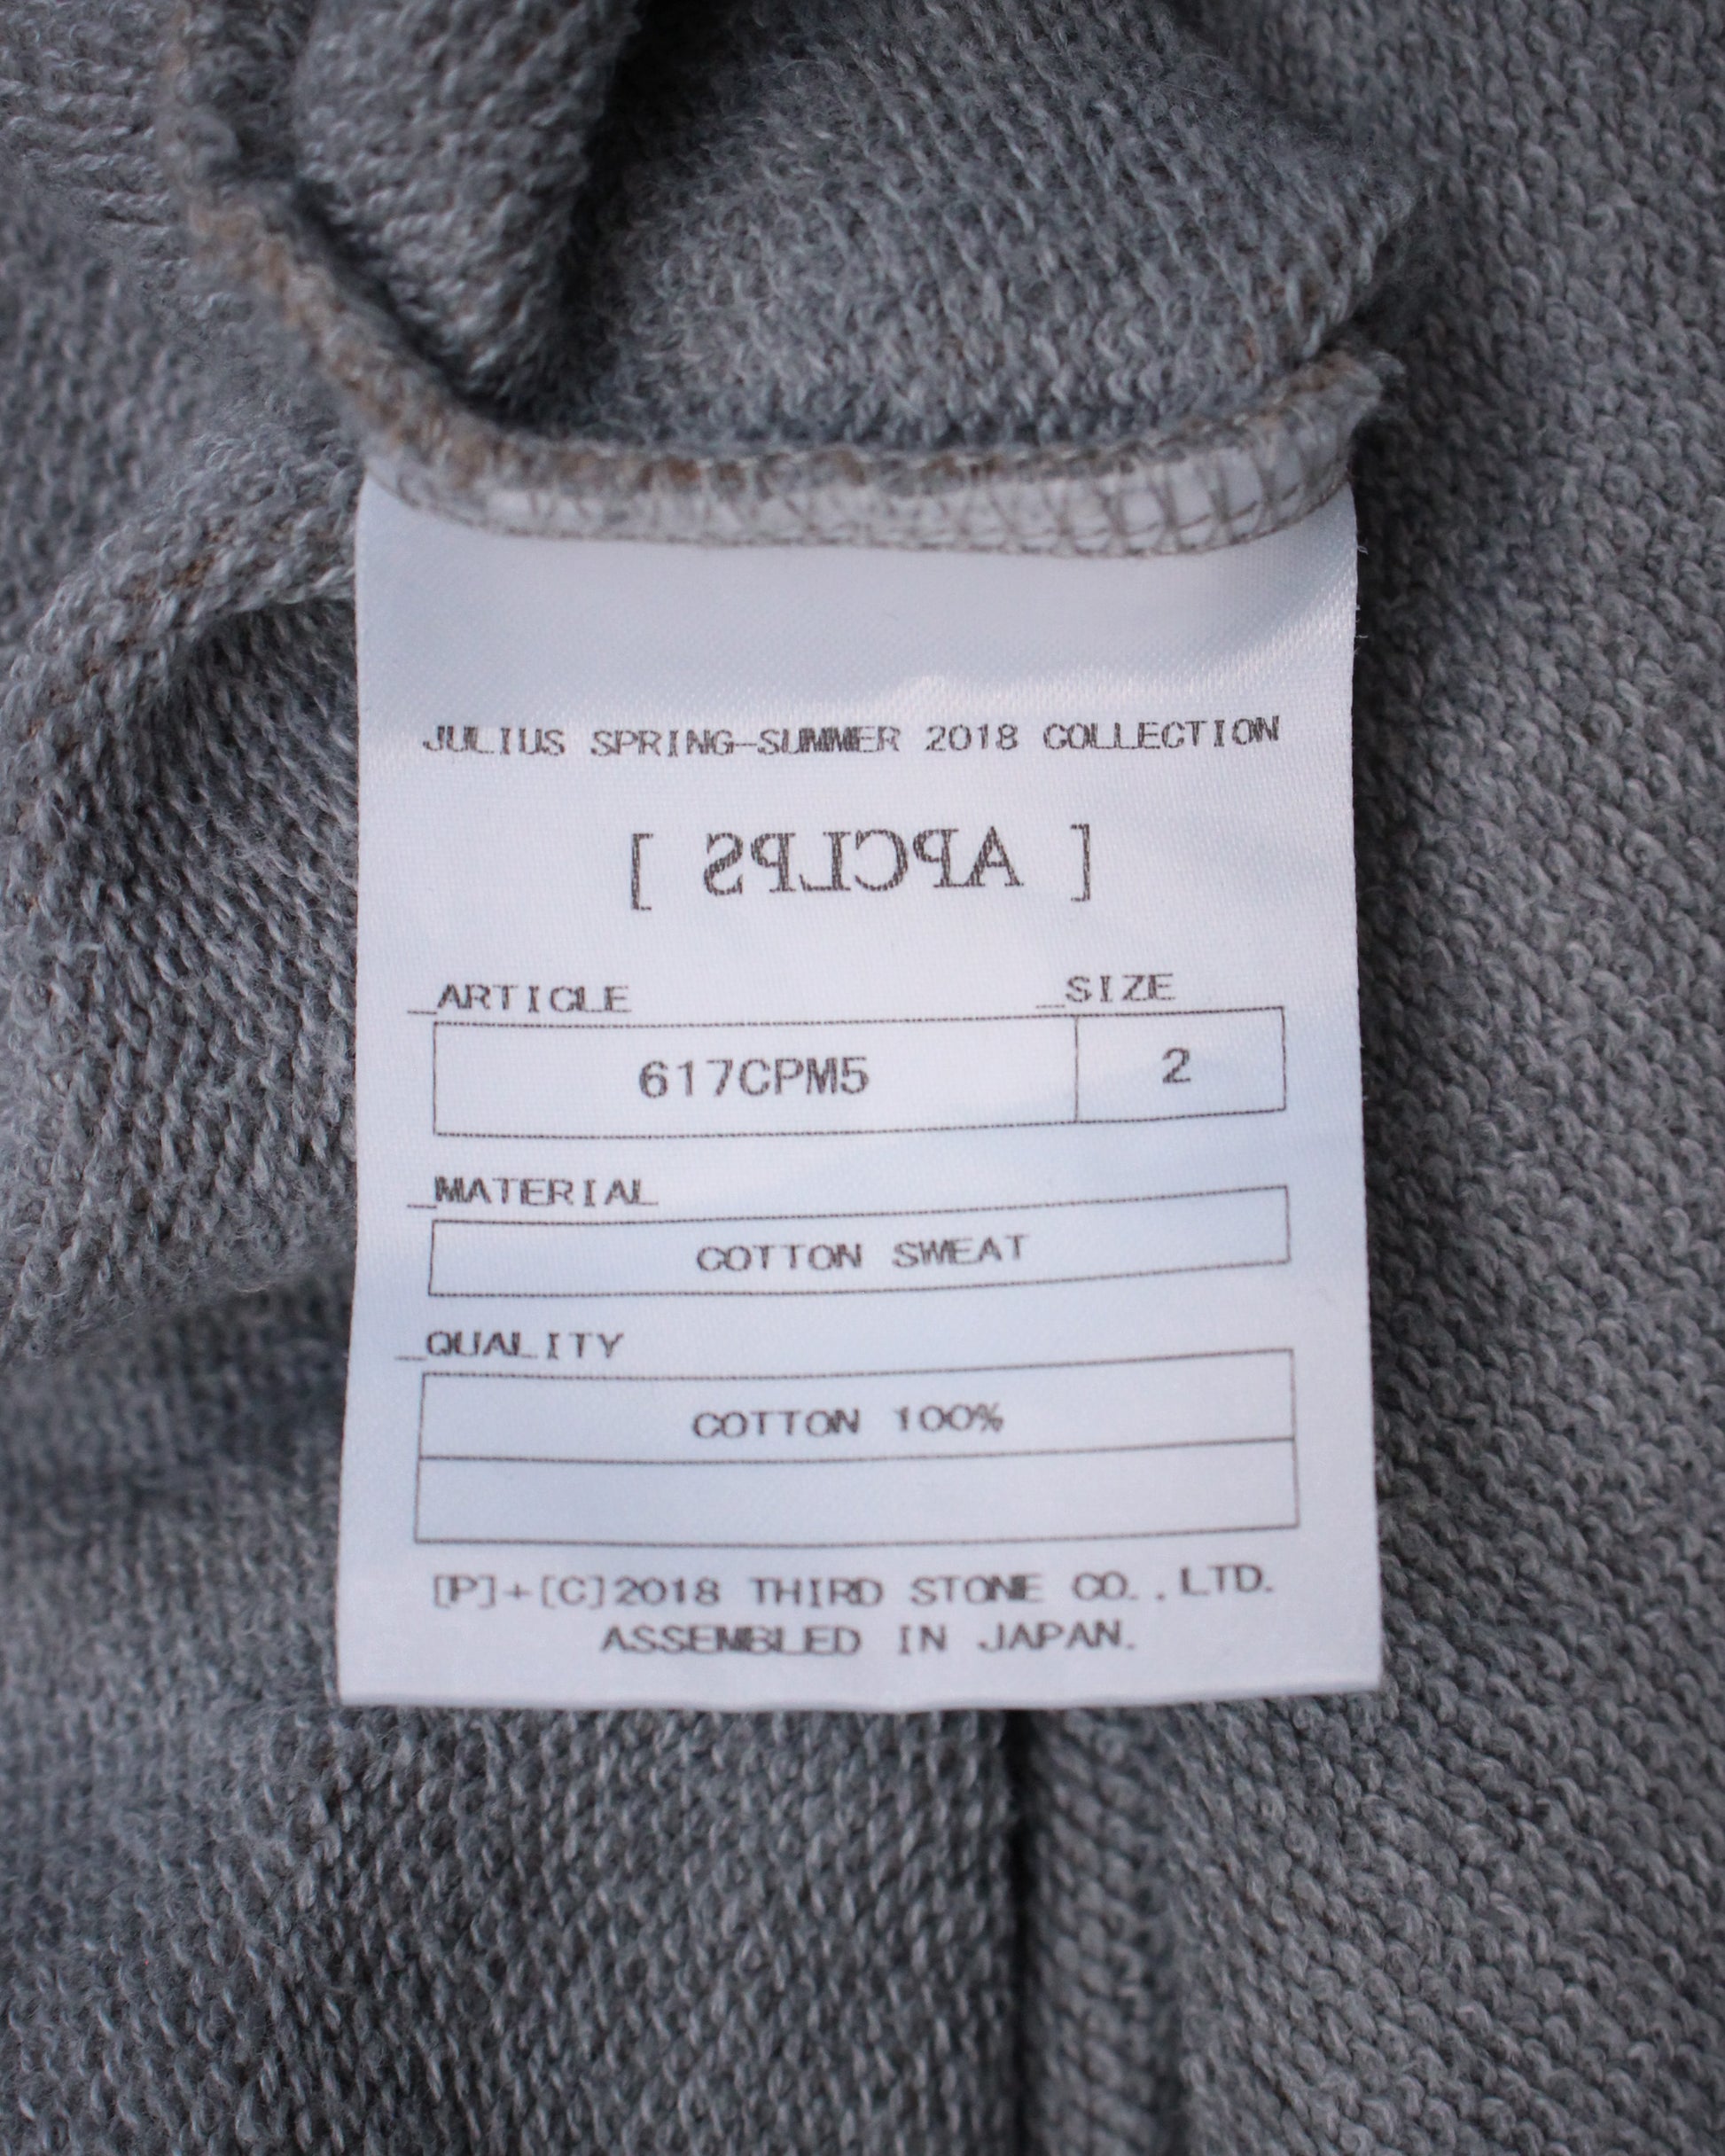 JULIUS SPRING-SUMMER 2018 COLLECTION
] APCLPS [
_ARTICLE _SIZE
617CPM5 2
_MATERIAL
COTTON SWEAT
_QUALITY
COTTON 100%
[P]+[C]2018 THIRD STONE CO.,LTD.
ASSEMBLED IN JAPAN.